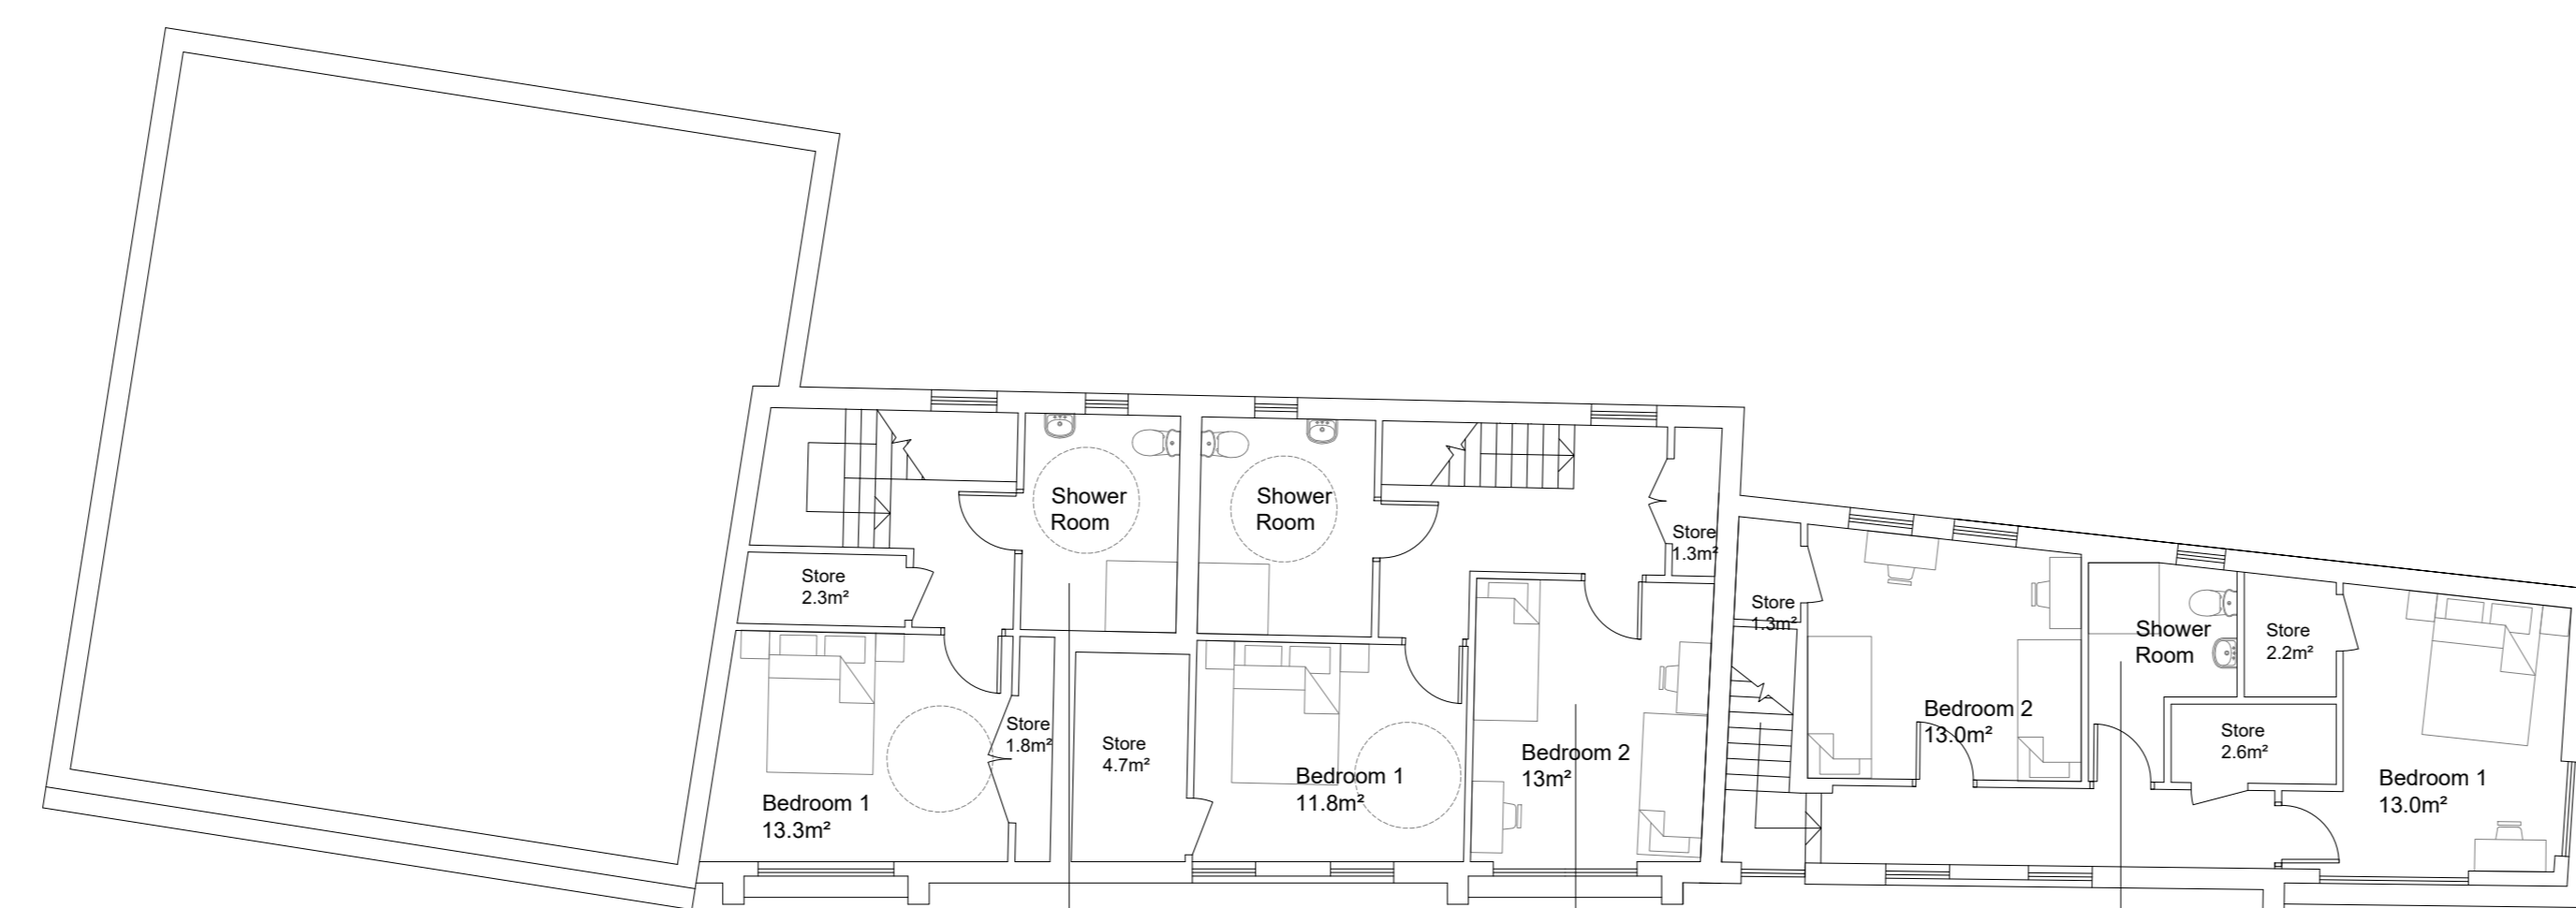 Shower
Room
Shower
Room
Store
1.3m²
Store
2.3m²
Store
1.3m²
Shower
Room
Store
2.2m²
Store
1.8m²
Store
4.7m²
Bedroom 2
13.0m²
Store
2.6m²
Bedroom 1
13.3m²
Bedroom 1
11.8m²
Bedroom 2
13m²
Bedroom 1
13.0m²